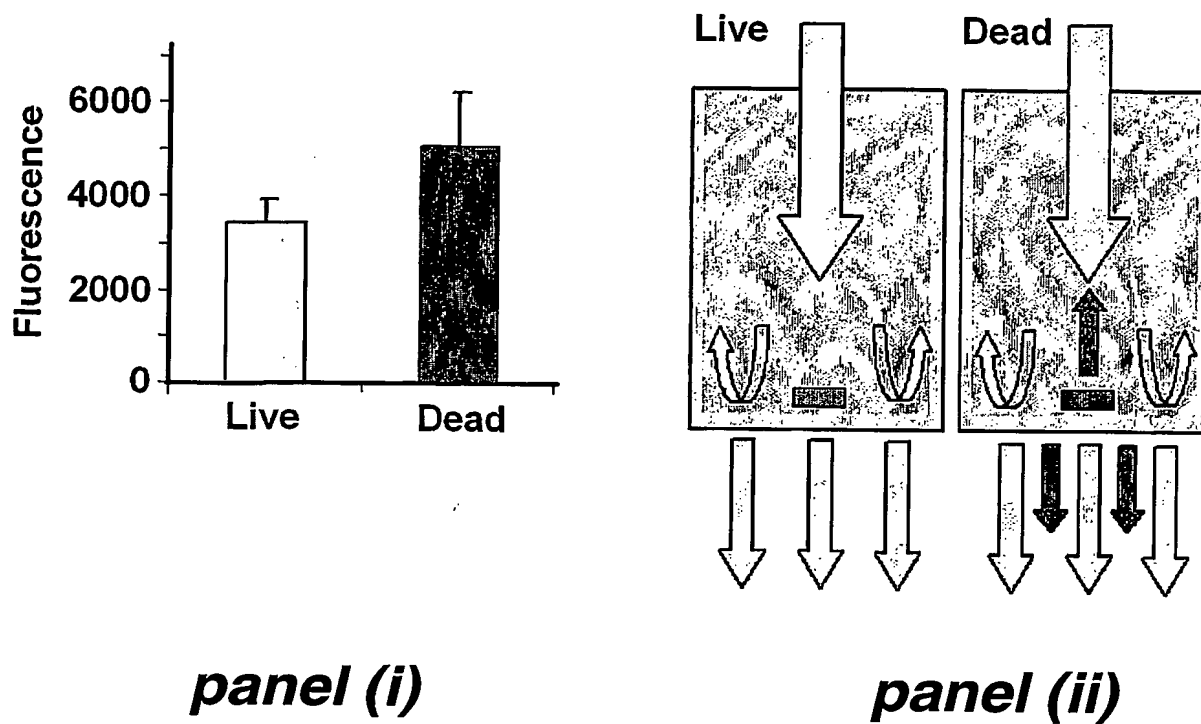 Fluorescence
6000
4000
2000
0
Live
Dead
Live
Dead
panel (i)
panel (ii)